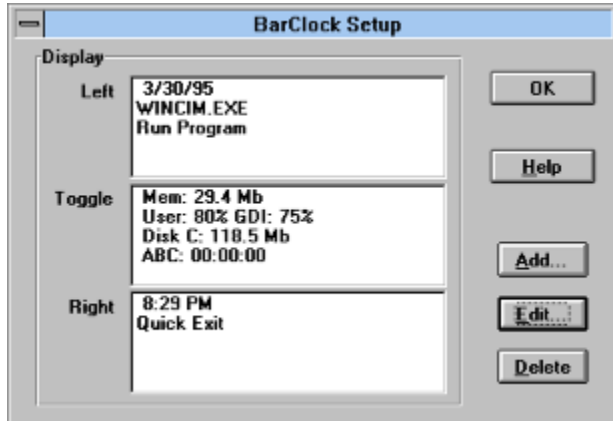 BarClock Setup
Display
Left
3/30/95
WINCIM.EXE
Run Program
Toggle
Mem: 29.4 Mb
User: 80% GDI: 75%
Disk C: 118.5 Mb
ABC: 00:00:00
Right
8:29 PM
Quick Exit
OK
Help
Add...
Edit...
Delete